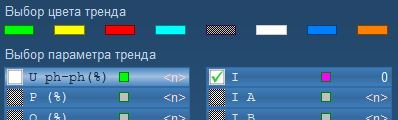 Выбор цвета тренда
Выбор параметра тренда
U ph-ph(%) <n> I 0
P (%) <n> I A <n>
Q (%) <n> I B <n>